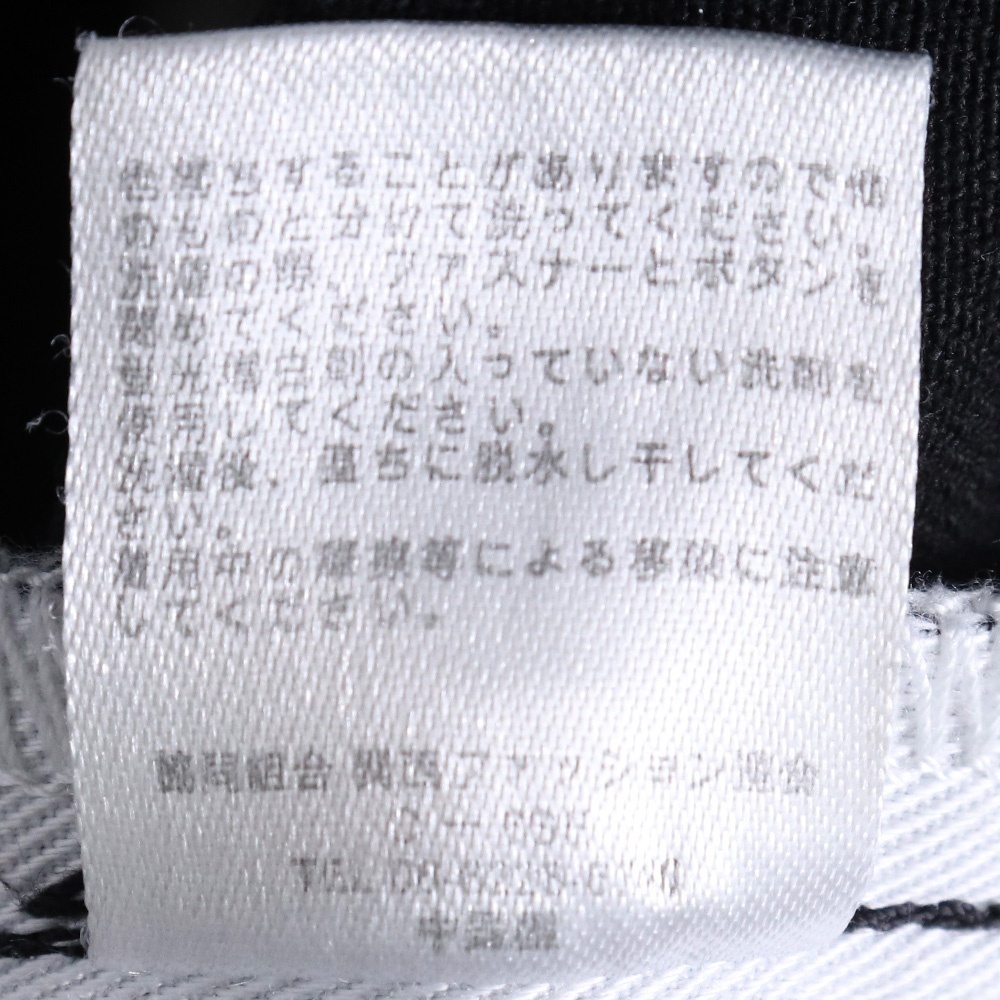 色落ちすることがありますので他
のものと分けて洗ってください。
洗濯の際、ファスナーとボタンを
閉めてください。
蛍光増白剤の入っていない洗剤を
使用してください。
洗濯後、直ちに脱水し干してくだ
さい。
着用中の摩擦等による移染に注意
してください。
協同組合 関西ファッション連合
TEL 06-6228-
中国製